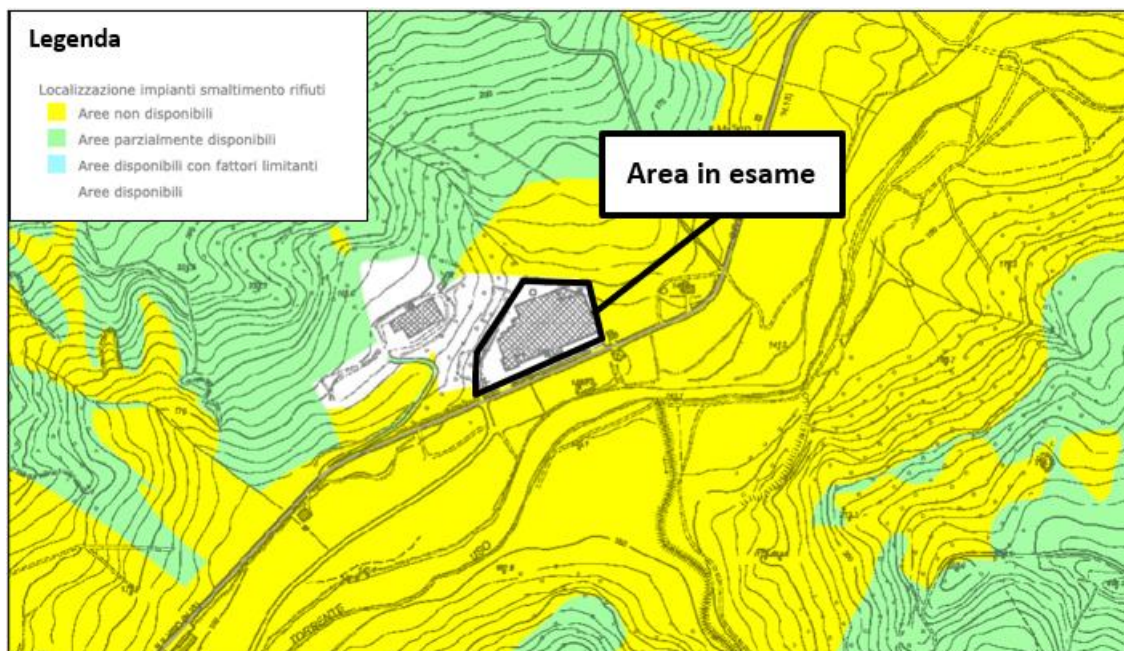 Legenda
Localizzazione impianti smaltimento rifiuti
Aree non disponibili
Aree parzialmente disponibili
Aree disponibili con fattori limitanti
Aree disponibili
Area in esame
USO
TORRENTE